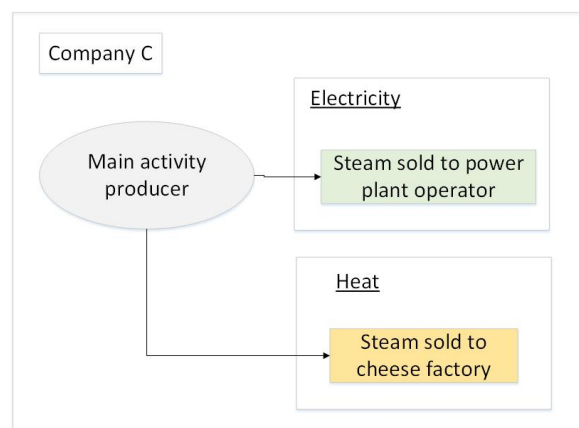 Company C
Electricity
Main activity
producer
Steam sold to power
plant operator
Heat
Steam sold to
cheese factory